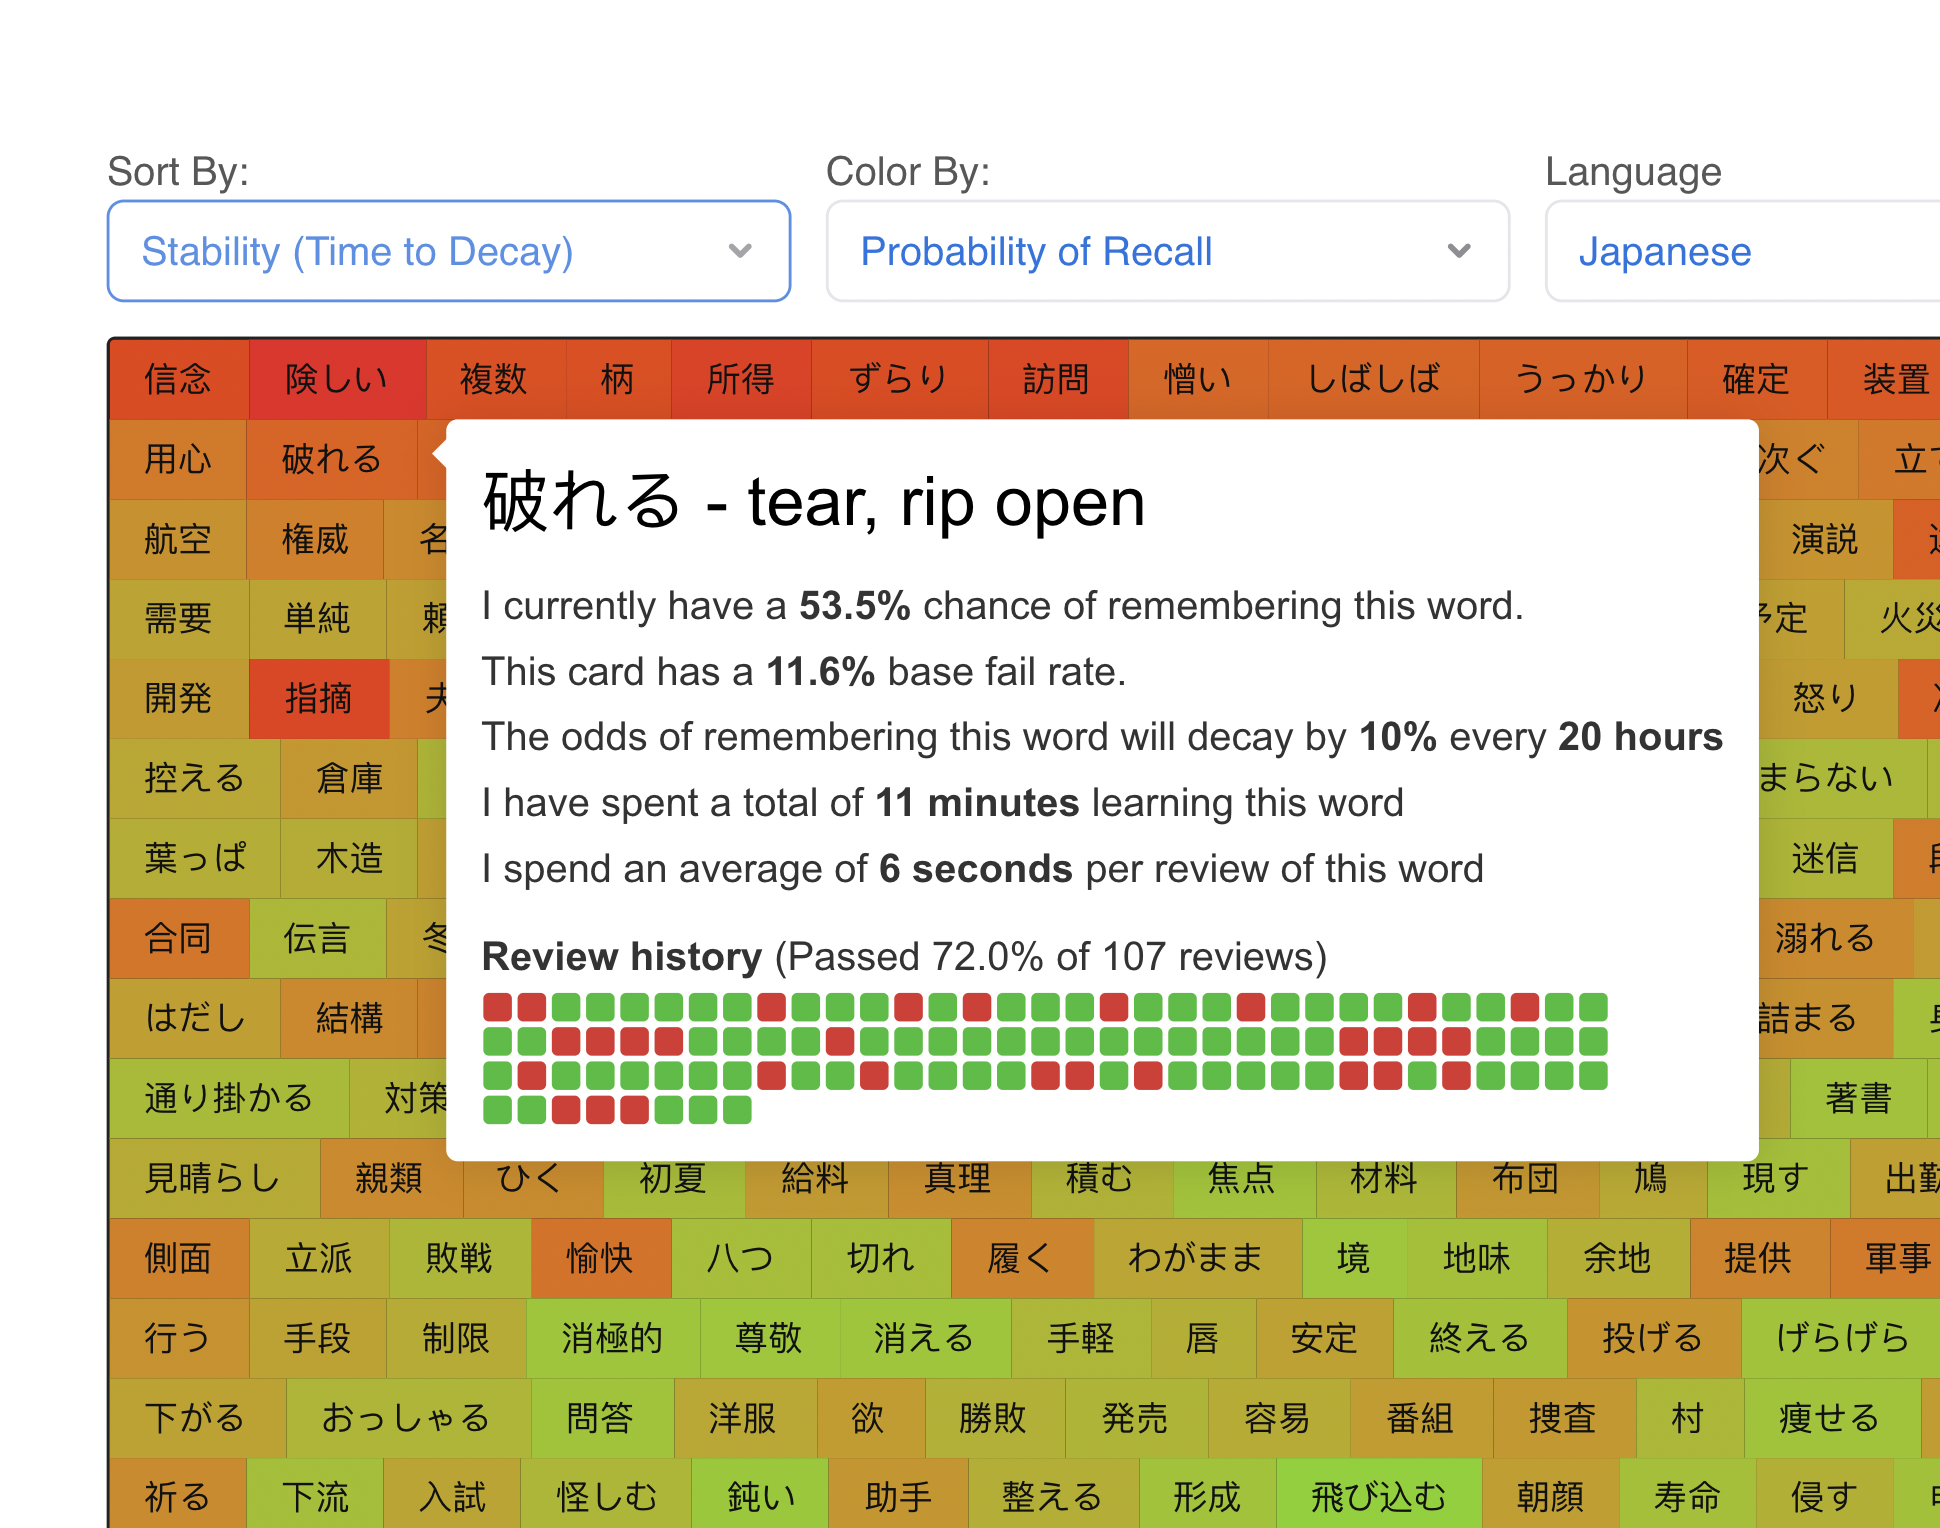 Sort By: Color By: Language
Stability (Time to Decay) Probability of Recall Japanese
信念 険しい 複数 柄 所得 ずらり 訪問 憎い しばしば うっかり 確定 装置
用心 破れる 次ぐ
破れる - tear, rip open
航空 権威 演説
I currently have a 53.5% chance of remembering this word.
需要 単純 予定 火災
This card has a 11.6% base fail rate.
開発 指摘 怒り
The odds of remembering this word will decay by 10% every 20 hours
控える 倉庫 まらない
I have spent a total of 11 minutes learning this word
葉っぱ 木造 迷信
I spend an average of 6 seconds per review of this word
合同 伝言 溺れる
Review history (Passed 72.0% of 107 reviews)
はだし 結構 詰まる
通り掛かる 対策 著書
見晴らし 親類 ひく 初夏 給料 真理 積む 焦点 材料 布団 鳩 現す 出勤
側面 立派 敗戦 愉快 八つ 切れ 履く わがまま 境 地味 余地 提供 軍事
行う 手段 制限 消極的 尊敬 消える 手軽 唇 安定 終える 投げる げらげら
下がる おっしゃる 問答 洋服 欲 勝敗 発売 容易 番組 捜査 村 痩せる
祈る 下流 入試 怪しむ 鈍い 助手 整える 形成 飛び込む 朝顔 寿命 侵す